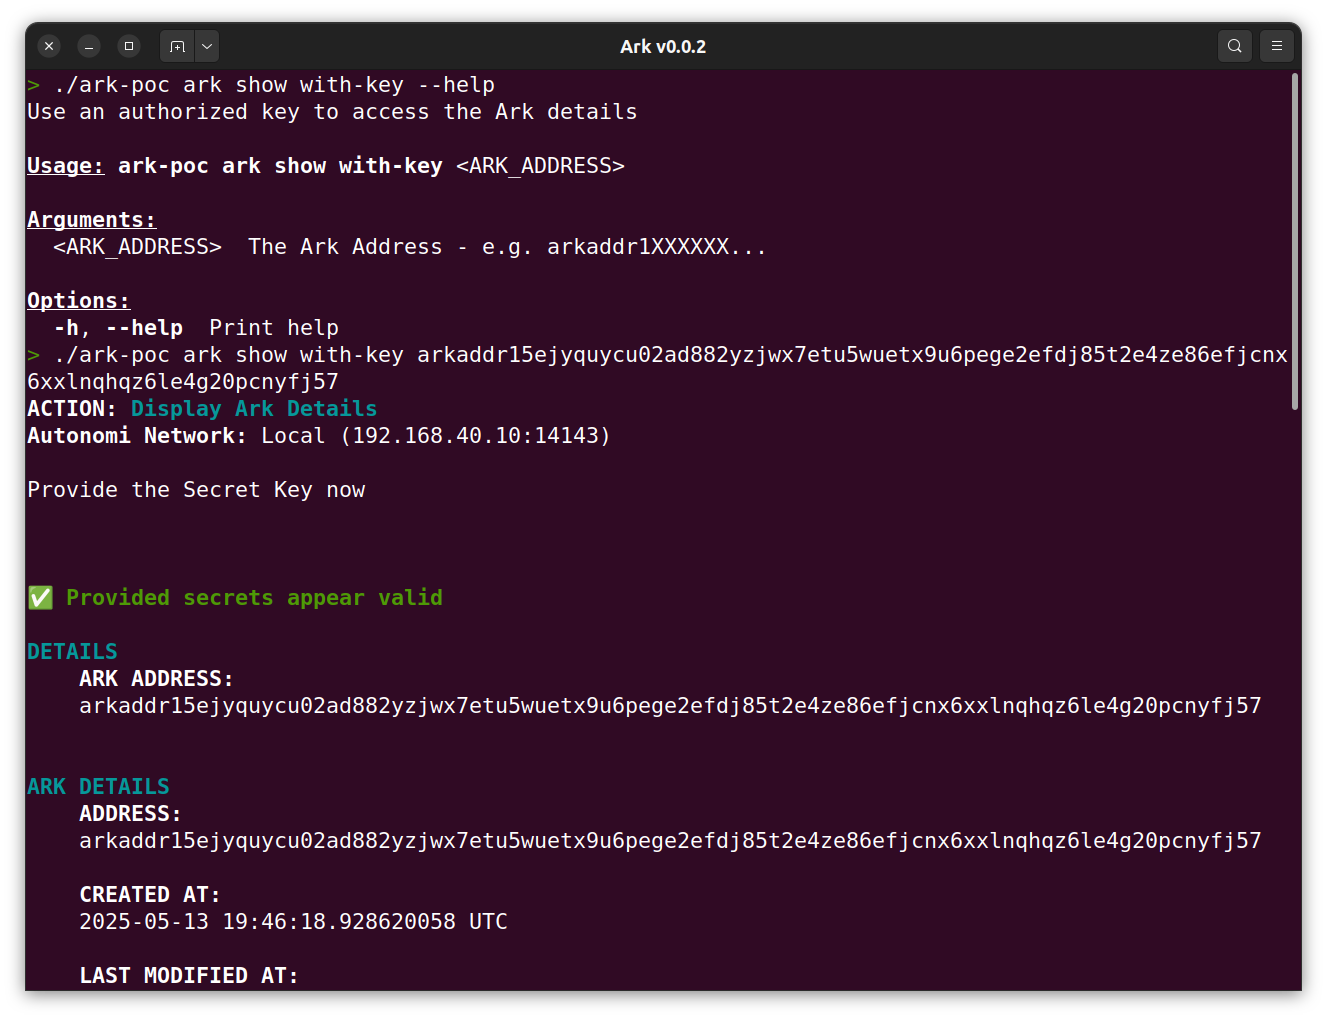 Ark v0.0.2
> ./ark-poc ark show with-key --help
Use an authorized key to access the Ark details
Usage: ark-poc ark show with-key <ARK_ADDRESS>
Arguments:
<ARK_ADDRESS>  The Ark Address - e.g. arkaddr1XXXXXX...
Options:
-h, --help  Print help
> ./ark-poc ark show with-key arkaddr15ejyquycu02ad882yzjwx7etu5wuetx9u6pege2efdj85t2e4ze86efjcnx
6xxlnqhqz6le4g20pcnyfj57
ACTION: Display Ark Details
Autonomi Network: Local (192.168.40.10:14143)
Provide the Secret Key now
✅ Provided secrets appear valid
DETAILS
ARK ADDRESS:
arkaddr15ejyquycu02ad882yzjwx7etu5wuetx9u6pege2efdj85t2e4ze86efjcnx6xxlnqhqz6le4g20pcnyfj57
ARK DETAILS
ADDRESS:
arkaddr15ejyquycu02ad882yzjwx7etu5wuetx9u6pege2efdj85t2e4ze86efjcnx6xxlnqhqz6le4g20pcnyfj57
CREATED AT:
2025-05-13 19:46:18.928620058 UTC
LAST MODIFIED AT: